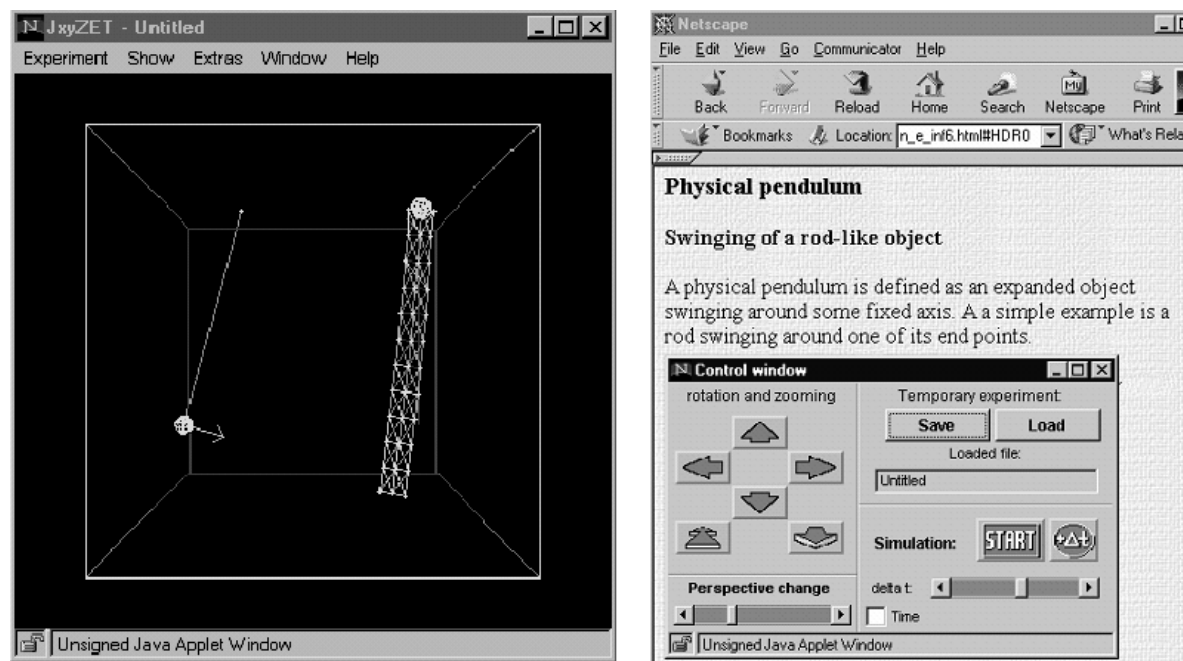 JxyZET - Untitled
Experiment Show Extras Window Help
Unsigned Java Applet Window
Netscape
File Edit View Go Communicator Help
Back Forward Reload Home Search Netscape Print
Bookmarks Location: n_e_inf6.html#HDR0 What's Rela
Physical pendulum
Swinging of a rod-like object
A physical pendulum is defined as an expanded object
swinging around some fixed axis. A a simple example is a
rod swinging around one of its end points.
Control window
rotation and zooming
Temporary experiment:
Save Load
Loaded file:
Untitled
Simulation: START +Δt
Perspective change
delta t:
Time
Unsigned Java Applet Window